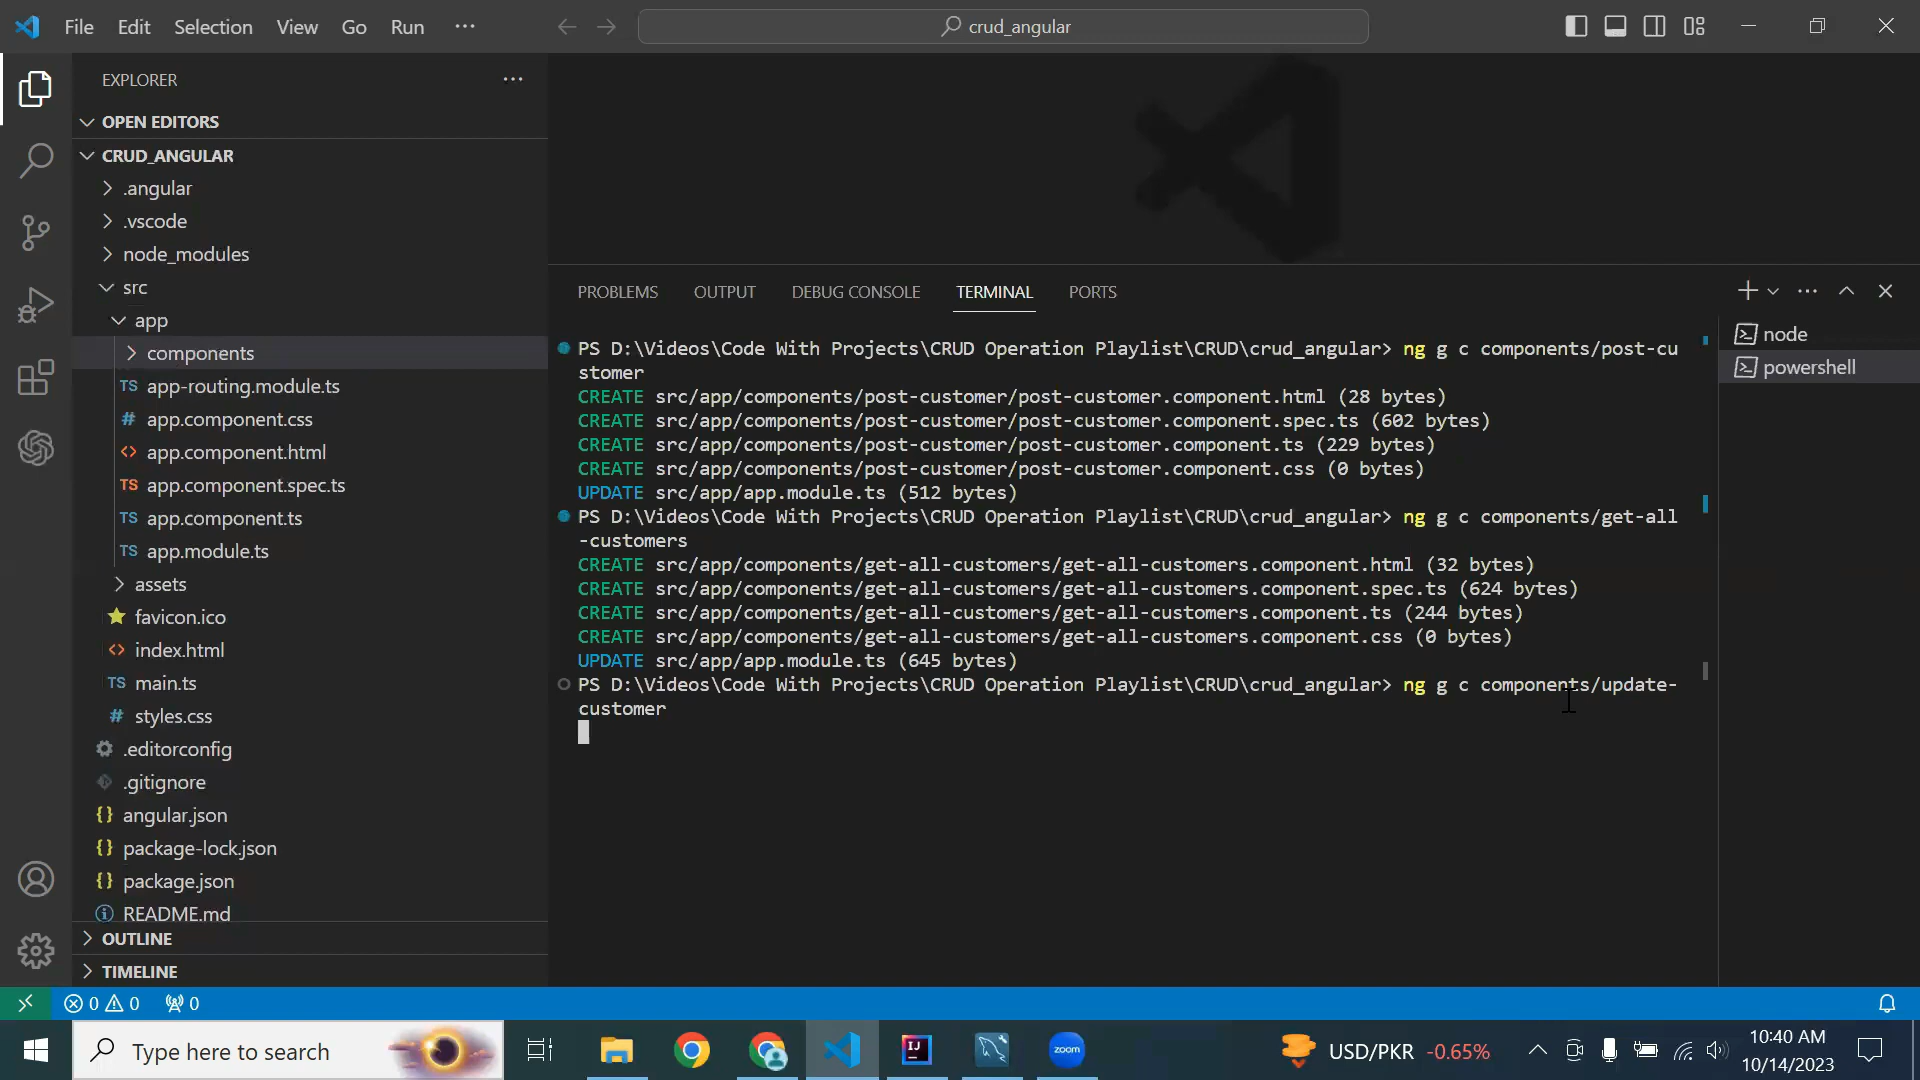 File Edit Selection View Go Run ···
crud_angular
EXPLORER
OPEN EDITORS
CRUD_ANGULAR
.angular
.vscode
node_modules
src
app
components
TS app-routing.module.ts
# app.component.css
<> app.component.html
TS app.component.spec.ts
TS app.component.ts
TS app.module.ts
assets
favicon.ico
<> index.html
TS main.ts
# styles.css
.editorconfig
.gitignore
{} angular.json
{} package-lock.json
{} package.json
README.md
OUTLINE
TIMELINE
PROBLEMS OUTPUT DEBUG CONSOLE TERMINAL PORTS
PS D:\Videos\Code With Projects\CRUD Operation Playlist\CRUD\crud_angular> ng g c components/post-cu
stomer
CREATE src/app/components/post-customer/post-customer.component.html (28 bytes)
CREATE src/app/components/post-customer/post-customer.component.spec.ts (602 bytes)
CREATE src/app/components/post-customer/post-customer.component.ts (229 bytes)
CREATE src/app/components/post-customer/post-customer.component.css (0 bytes)
UPDATE src/app/app.module.ts (512 bytes)
PS D:\Videos\Code With Projects\CRUD Operation Playlist\CRUD\crud_angular> ng g c components/get-all
-customers
CREATE src/app/components/get-all-customers/get-all-customers.component.html (32 bytes)
CREATE src/app/components/get-all-customers/get-all-customers.component.spec.ts (624 bytes)
CREATE src/app/components/get-all-customers/get-all-customers.component.ts (244 bytes)
CREATE src/app/components/get-all-customers/get-all-customers.component.css (0 bytes)
UPDATE src/app/app.module.ts (645 bytes)
PS D:\Videos\Code With Projects\CRUD Operation Playlist\CRUD\crud_angular> ng g c components/update-
customer
node
powershell
0 0 0
Type here to search
IJ
zoom
USD/PKR -0.65%
10:40 AM
10/14/2023